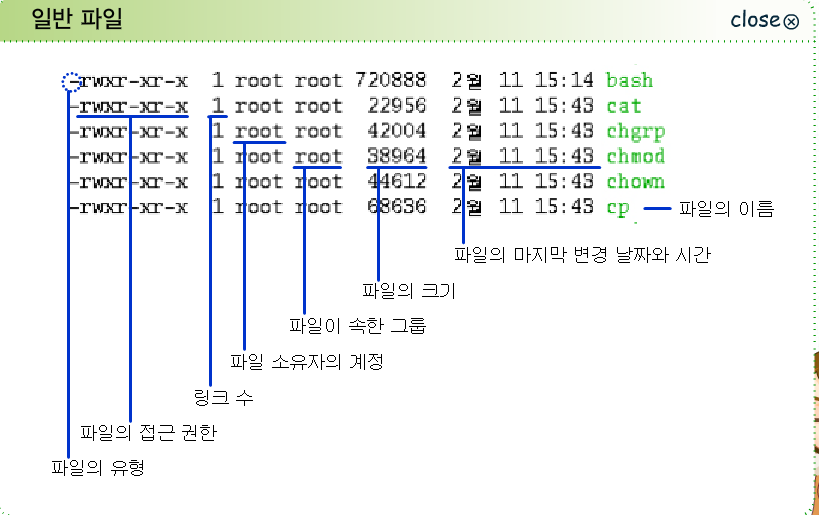 일반 파일
close
-rwxr-xr-x 1 root root 720888 2월 11 15:14 bash
-rwxr-xr-x 1 root root 22956 2월 11 15:43 cat
-rwxr-xr-x 1 root root 42004 2월 11 15:43 chgrp
-rwxr-xr-x 1 root root 38964 2월 11 15:43 chmod
-rwxr-xr-x 1 root root 44612 2월 11 15:43 chown
-rwxr-xr-x 1 root root 68636 2월 11 15:43 cp
파일의 이름
파일의 마지막 변경 날짜와 시간
파일의 크기
파일이 속한 그룹
파일 소유자의 계정
링크 수
파일의 접근 권한
파일의 유형